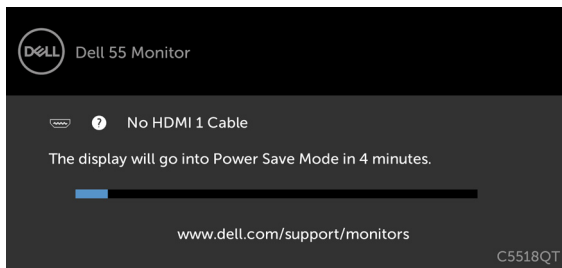 DELL
Dell 55 Monitor
? No HDMI 1 Cable
The display will go into Power Save Mode in 4 minutes.
www.dell.com/support/monitors
C5518QT